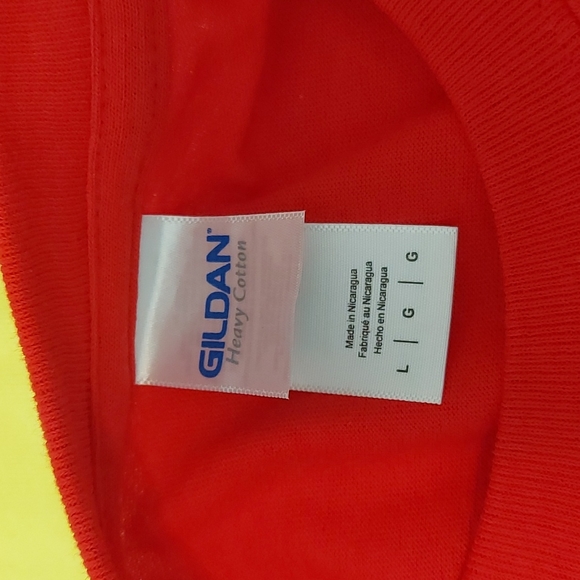 GILDAN®
Heavy Cotton
Made in Nicaragua
Fabriqué au Nicaragua
Hecho en Nicaragua
L | G | G